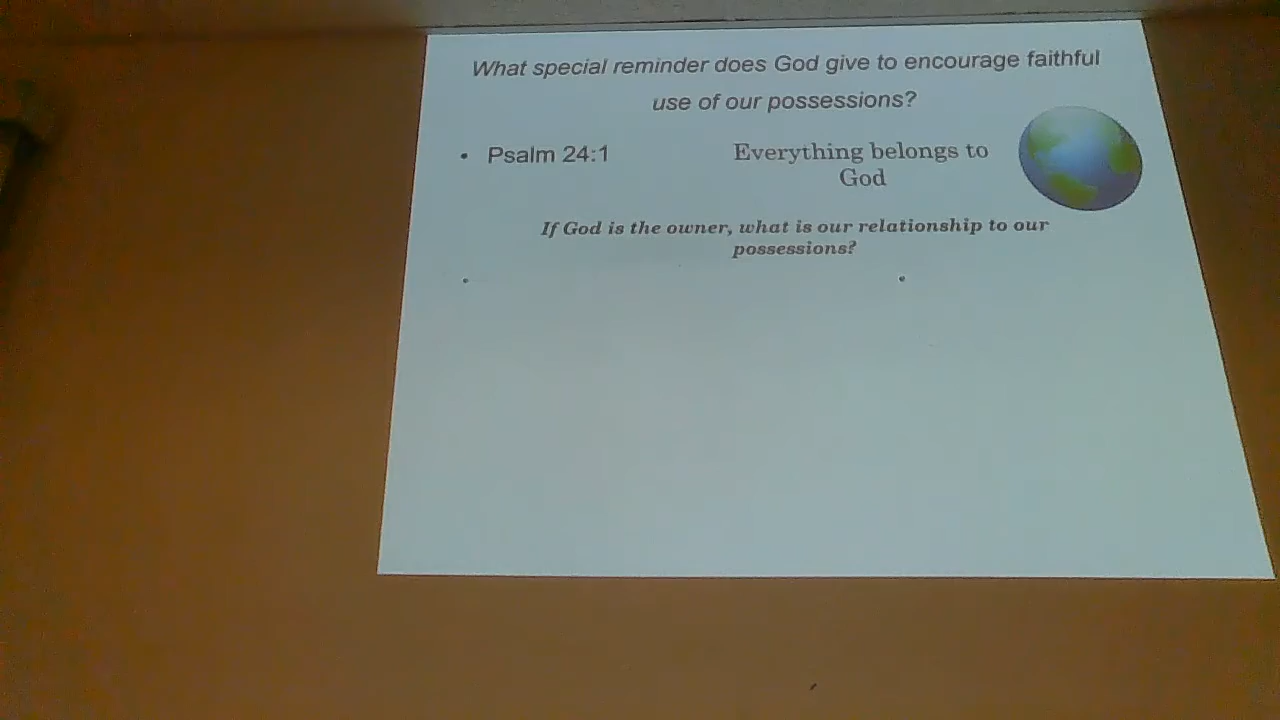 What special reminder does God give to encourage faithful
use of our possessions?
• Psalm 24:1
Everything belongs to
God
If God is the owner, what is our relationship to our
possessions?